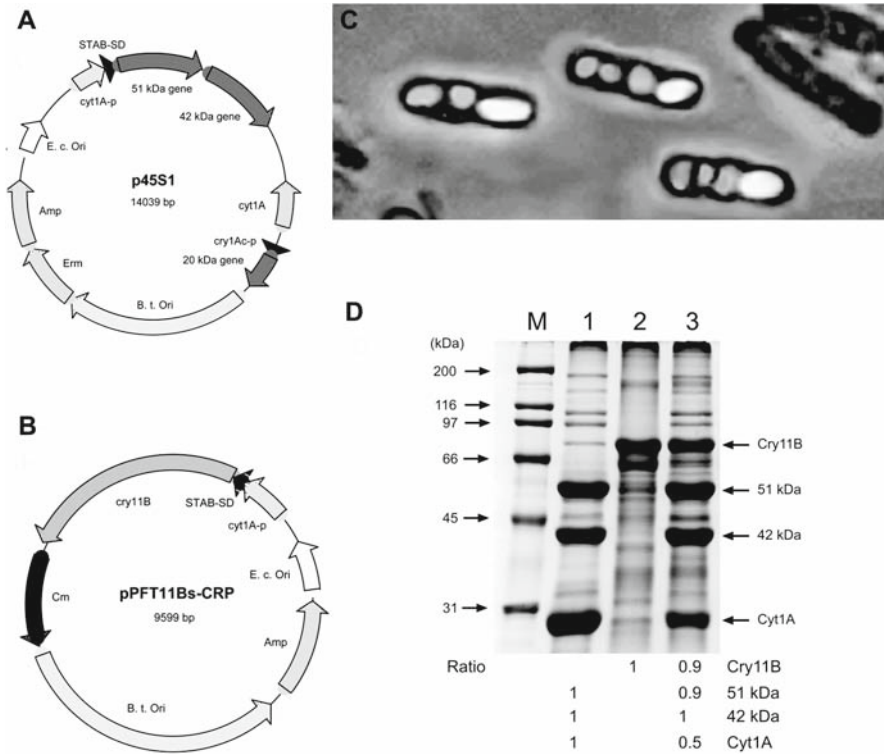 A
STAB-SD
cyt1A-p
51 kDa gene
42 kDa gene
E. c. Ori
p45S1
14039 bp
Amp
cyt1A
cry1Ac-p
20 kDa gene
Erm
B. t. Ori
B
cry11B
STAB-SD
cyt1A-p
E. c. Ori
Cm
pPFT11Bs-CRP
9599 bp
Amp
B. t. Ori
C
D
M 1 2 3
(kDa)
200
116
97
66
45
31
Cry11B
51 kDa
42 kDa
Cyt1A
Ratio 1 0.9 Cry11B
1 0.9 51 kDa
1 1 42 kDa
1 0.5 Cyt1A